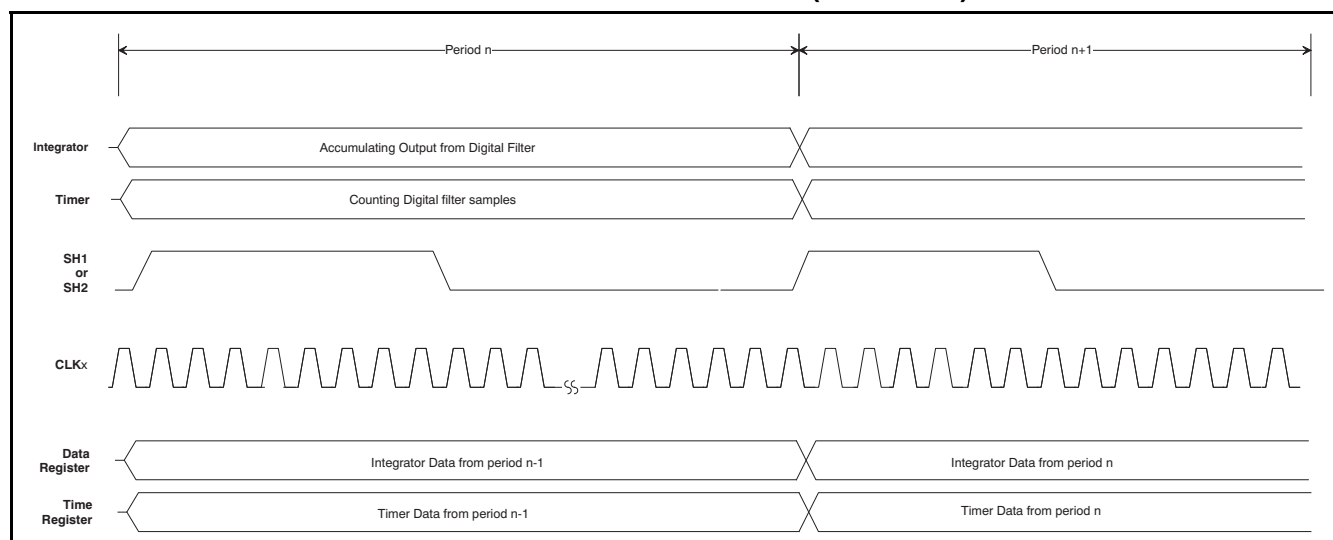 Period n
Period n+1
Integrator
Accumulating Output from Digital Filter
Timer
Counting Digital filter samples
SH1
or
SH2
CLKx
Data
Register
Integrator Data from period n-1
Integrator Data from period n
Time
Register
Timer Data from period n-1
Timer Data from period n